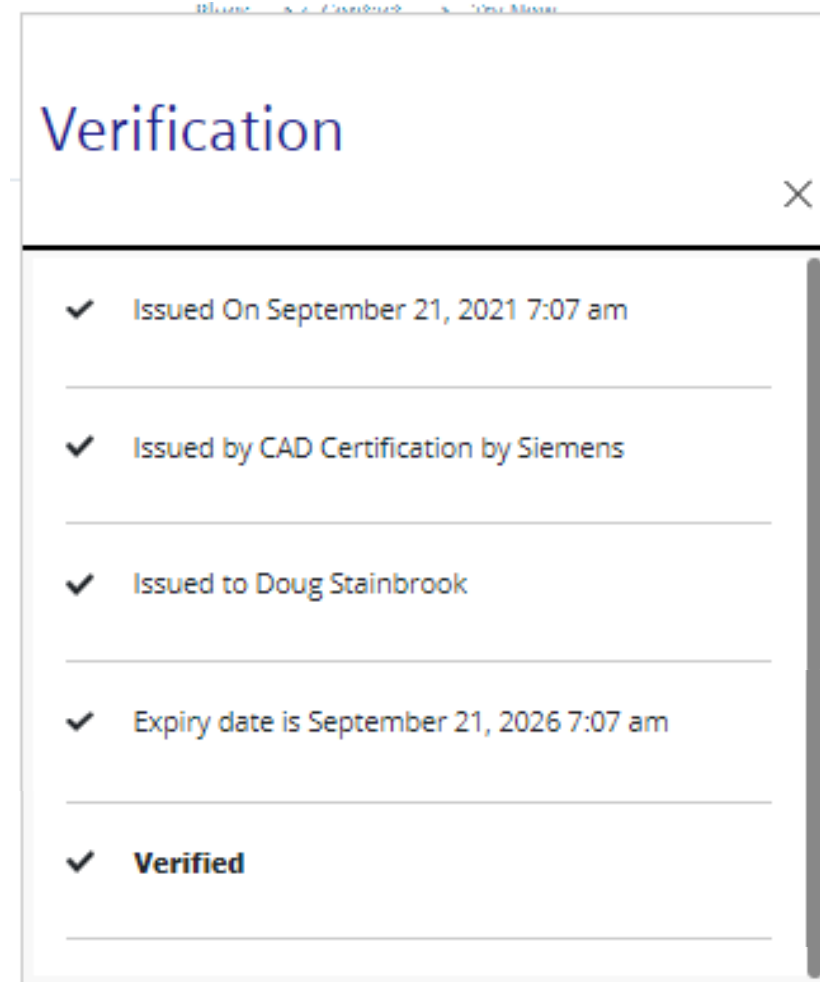 Verification
Issued On September 21, 2021 7:07 am
Issued by CAD Certification by Siemens
Issued to Doug Stainbrook
Expiry date is September 21, 2026 7:07 am
Verified